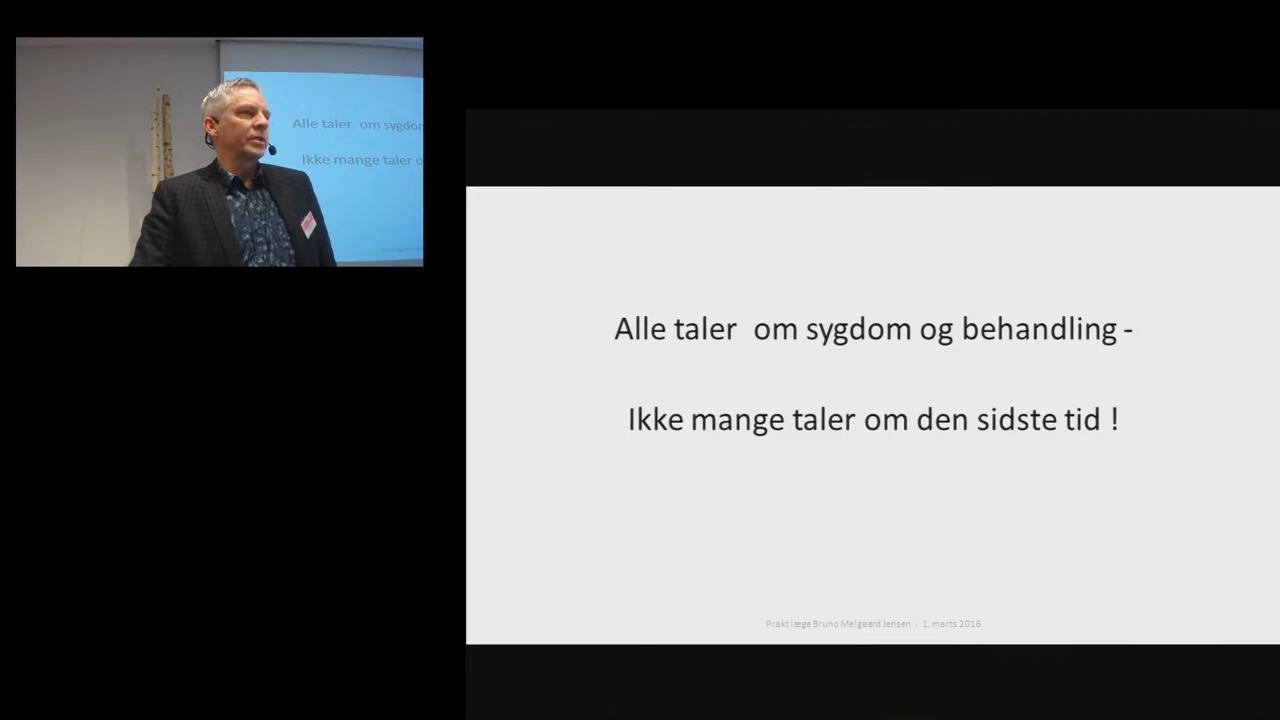 Alle taler om sygdom
Ikke mange taler o
Alle taler  om sygdom og behandling -
Ikke mange taler om den sidste tid !
Prakt læge Bruno Melgaard Jensen - 1. marts 2016